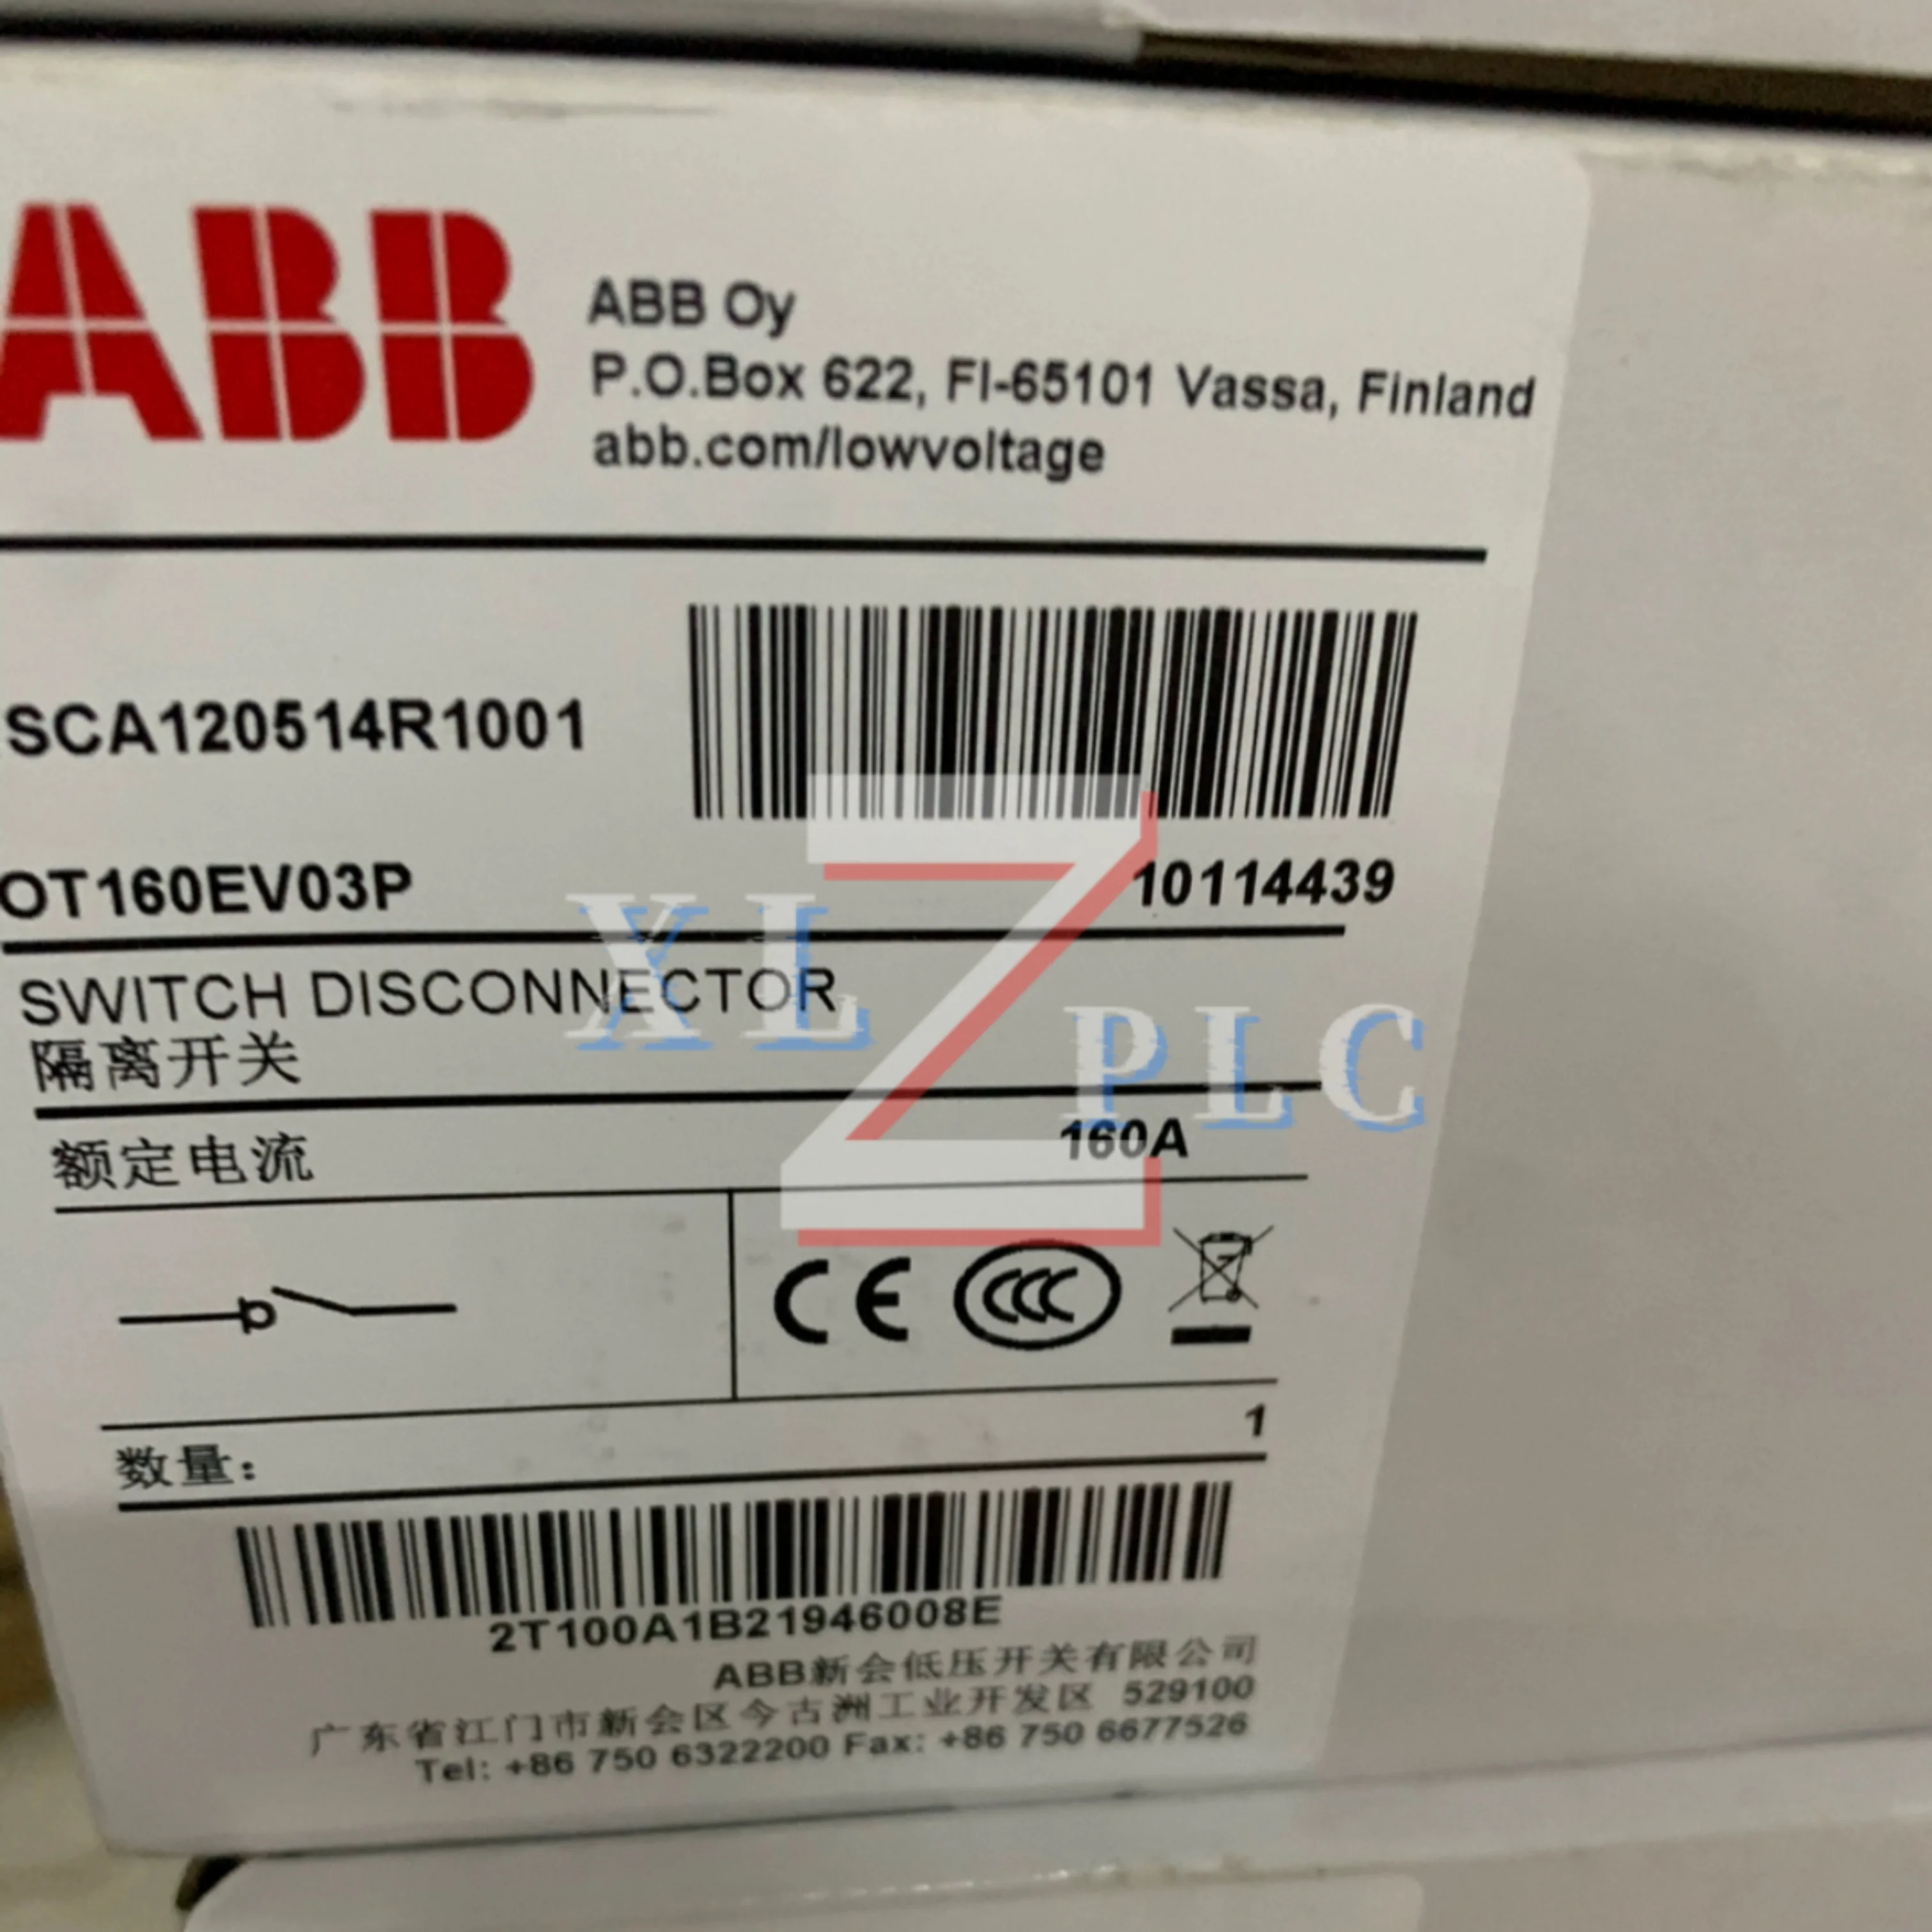 ABB
ABB Oy
P.O.Box 622, FI-65101 Vassa, Finland
abb.com/lowvoltage
SCA120514R1001
OT160EV03P
10114439
SWITCH DISCONNECTOR
隔离开关
额定电流 160A
CE CCC
数量: 1
2T100A1B21946008E
ABB新会低压开关有限公司
广东省江门市新会区今古洲工业开发区 529100
Tel: +86 750 6322200 Fax: +86 750 6677526
XLZPLC